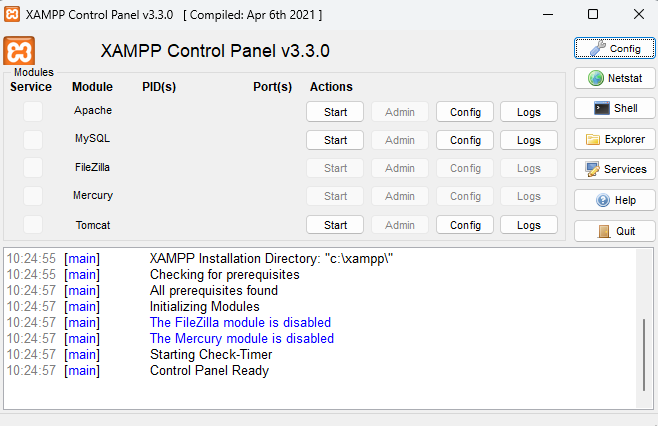 XAMPP Control Panel v3.3.0 [ Compiled: Apr 6th 2021 ]
XAMPP Control Panel v3.3.0
Config
Modules
Service Module PID(s) Port(s) Actions
Netstat
Apache Start Admin Config Logs
Shell
MySQL Start Admin Config Logs
Explorer
FileZilla Start Admin Config Logs
Services
Mercury Start Admin Config Logs
Help
Tomcat Start Admin Config Logs
Quit
10:24:55 [main] XAMPP Installation Directory: "c:\xampp\"
10:24:55 [main] Checking for prerequisites
10:24:57 [main] All prerequisites found
10:24:57 [main] Initializing Modules
10:24:57 [main] The FileZilla module is disabled
10:24:57 [main] The Mercury module is disabled
10:24:57 [main] Starting Check-Timer
10:24:57 [main] Control Panel Ready